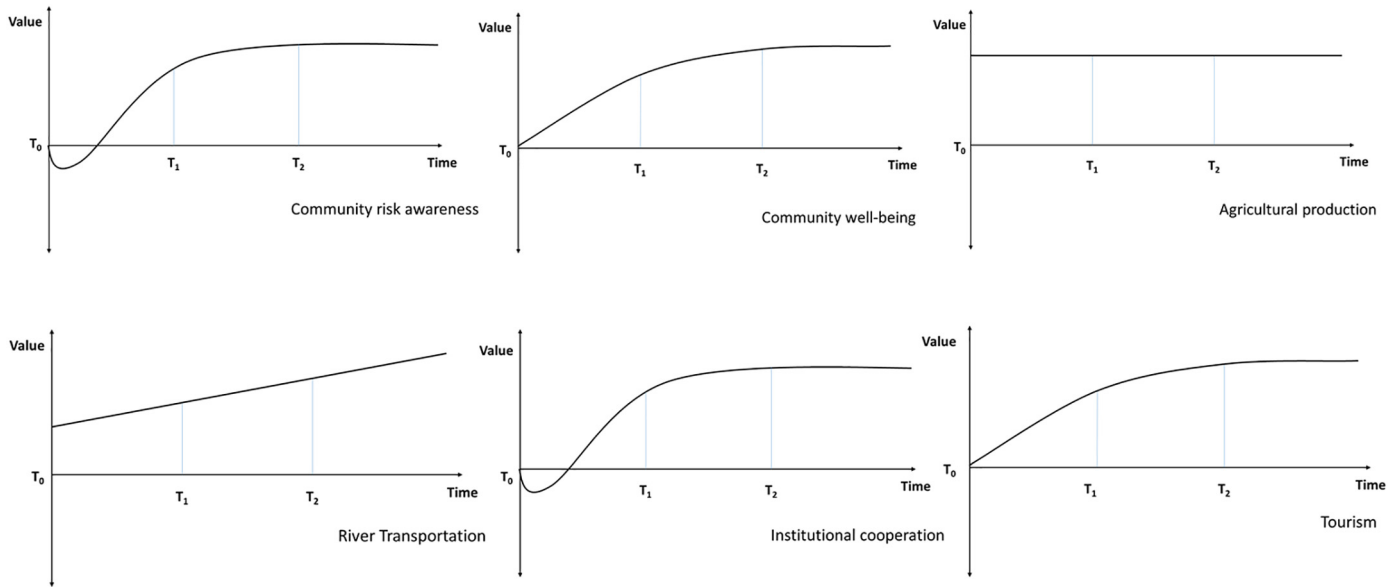 Value
T₀
T₁
T₂
Time
Community risk awareness
Value
T₀
T₁
T₂
Time
Community well-being
Value
T₀
T₁
T₂
Time
Agricultural production
Value
T₀
T₁
T₂
Time
River Transportation
Value
T₀
T₁
T₂
Time
Institutional cooperation
Value
T₀
T₁
T₂
Time
Tourism